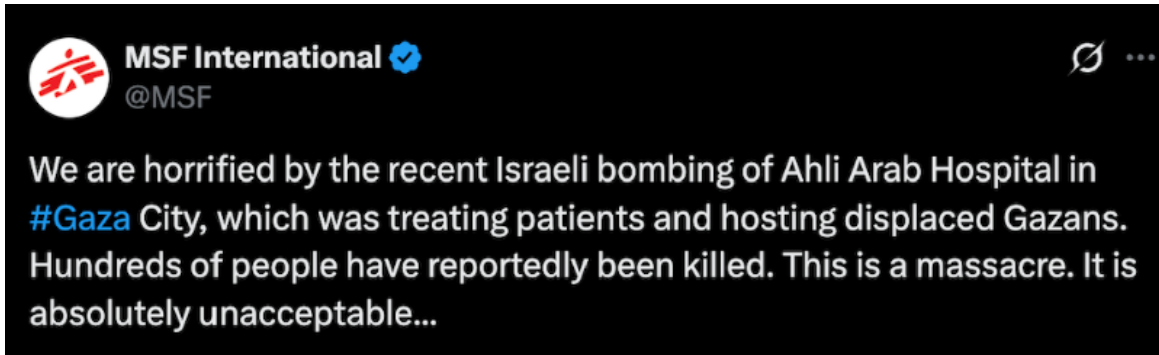 MSF International
@MSF
We are horrified by the recent Israeli bombing of Ahli Arab Hospital in
#Gaza City, which was treating patients and hosting displaced Gazans.
Hundreds of people have reportedly been killed. This is a massacre. It is
absolutely unacceptable...